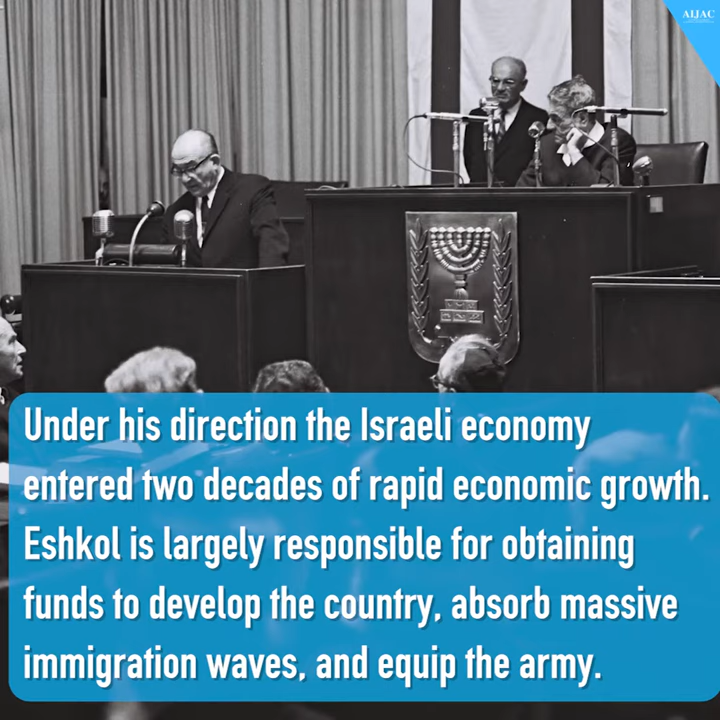 AIJAC
Under his direction the Israeli economy
entered two decades of rapid economic growth.
Eshkol is largely responsible for obtaining
funds to develop the country, absorb massive
immigration waves, and equip the army.